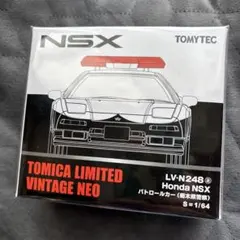 NSX
TOMYTEC
TOMICA LIMITED
VINTAGE NEO
LV-N248 ⓐ
Honda NSX
パトロールカー(栃木県警察)
S=1/64